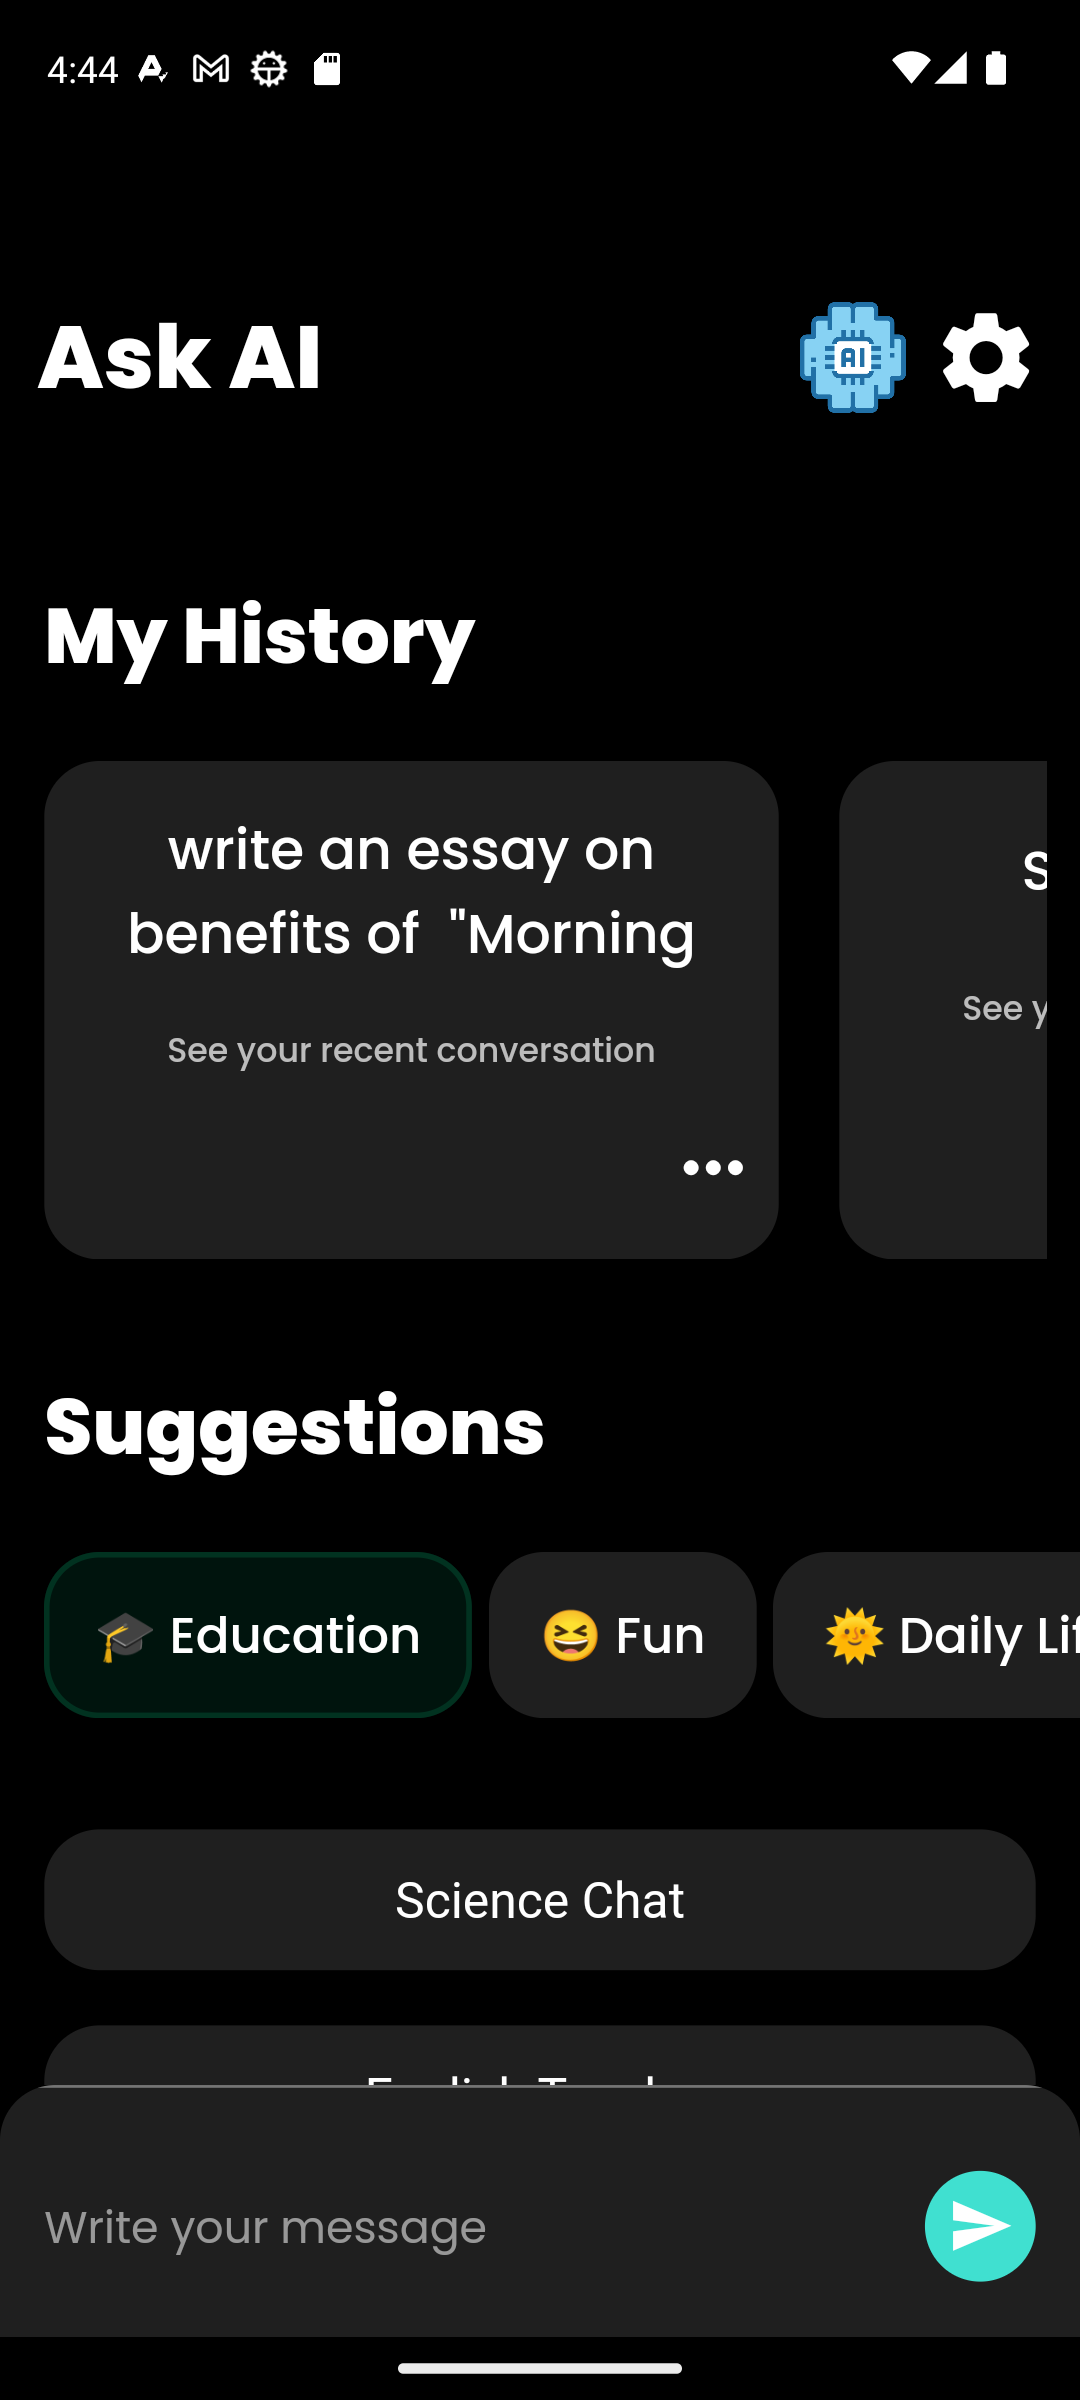 4:44
Ask AI
AI
My History
write an essay on
benefits of "Morning
See your recent conversation
S
See y
Suggestions
🎓 Education
😆 Fun
🌞 Daily Lif
Science Chat
Write your message